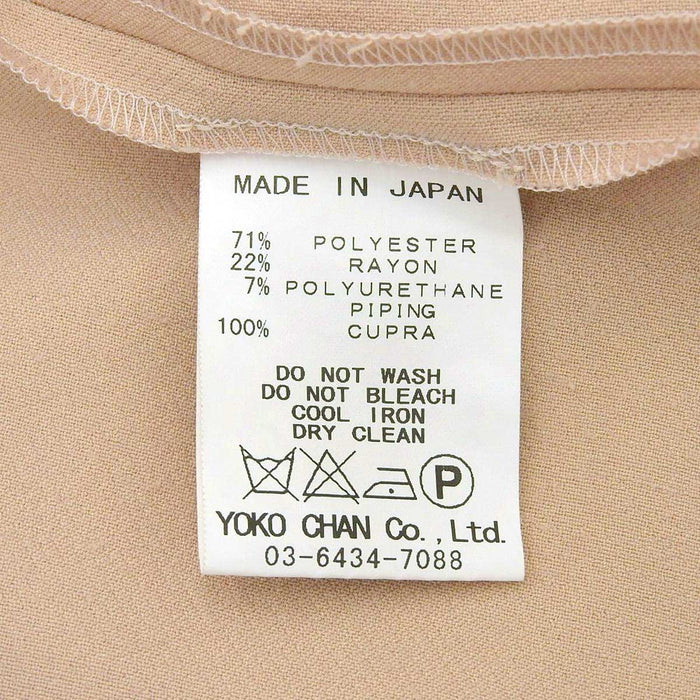 MADE IN JAPAN
71% POLYESTER
22% RAYON
7% POLYURETHANE
PIPING
100% CUPRA
DO NOT WASH
DO NOT BLEACH
COOL IRON
DRY CLEAN
P
YOKO CHAN Co.,Ltd.
03-6434-7088